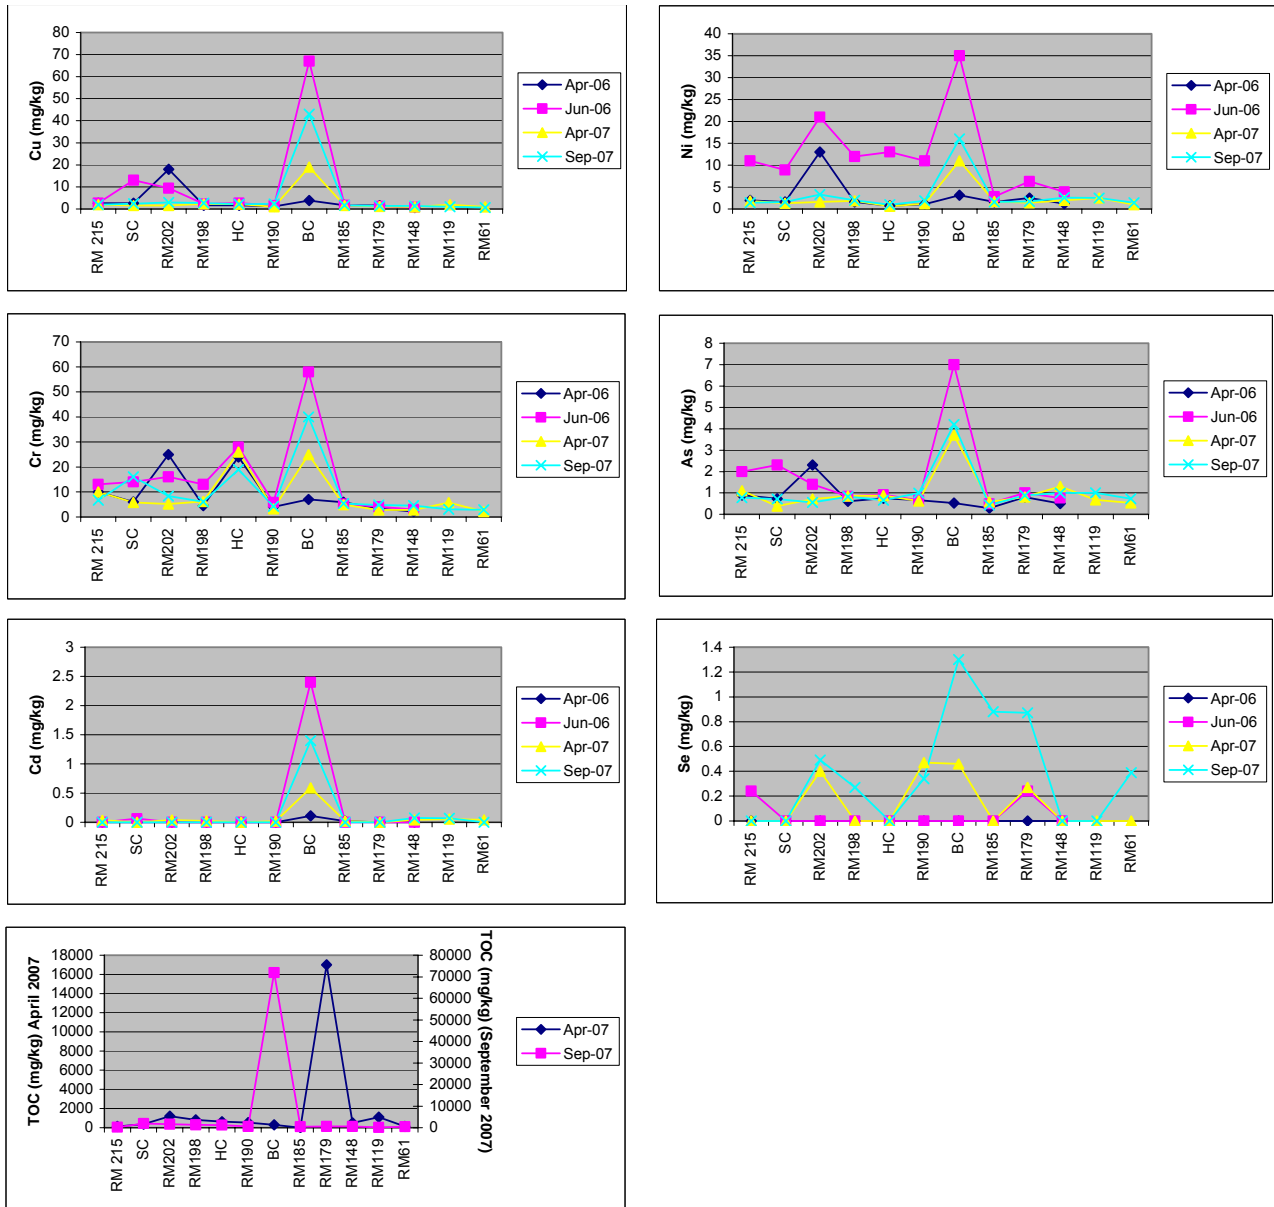 80
70
60
50
40
30
20
10
0
Cu (mg/kg)
RM 215
SC
RM202
RM198
HC
RM190
BC
RM185
RM179
RM148
RM119
RM61
Apr-06
Jun-06
Apr-07
Sep-07
40
35
30
25
20
15
10
5
0
Ni (mg/kg)
RM 215
SC
RM202
RM198
HC
RM190
BC
RM185
RM179
RM148
RM119
RM61
Apr-06
Jun-06
Apr-07
Sep-07
70
60
50
40
30
20
10
0
Cr (mg/kg)
RM 215
SC
RM202
RM198
HC
RM190
BC
RM185
RM179
RM148
RM119
RM61
Apr-06
Jun-06
Apr-07
Sep-07
8
7
6
5
4
3
2
1
0
As (mg/kg)
RM 215
SC
RM202
RM198
HC
RM190
BC
RM185
RM179
RM148
RM119
RM61
Apr-06
Jun-06
Apr-07
Sep-07
3
2.5
2
1.5
1
0.5
0
Cd (mg/kg)
RM 215
SC
RM202
RM198
HC
RM190
BC
RM185
RM179
RM148
RM119
RM61
Apr-06
Jun-06
Apr-07
Sep-07
1.4
1.2
1
0.8
0.6
0.4
0.2
0
Se (mg/kg)
RM 215
SC
RM202
RM198
HC
RM190
BC
RM185
RM179
RM148
RM119
RM61
Apr-06
Jun-06
Apr-07
Sep-07
18000
16000
14000
12000
10000
8000
6000
4000
2000
0
TOC (mg/kg) April 2007
80000
70000
60000
50000
40000
30000
20000
10000
0
TOC (mg/kg) (September 2007)
RM 215
SC
RM202
RM198
HC
RM190
BC
RM185
RM179
RM148
RM119
RM61
Apr-07
Sep-07